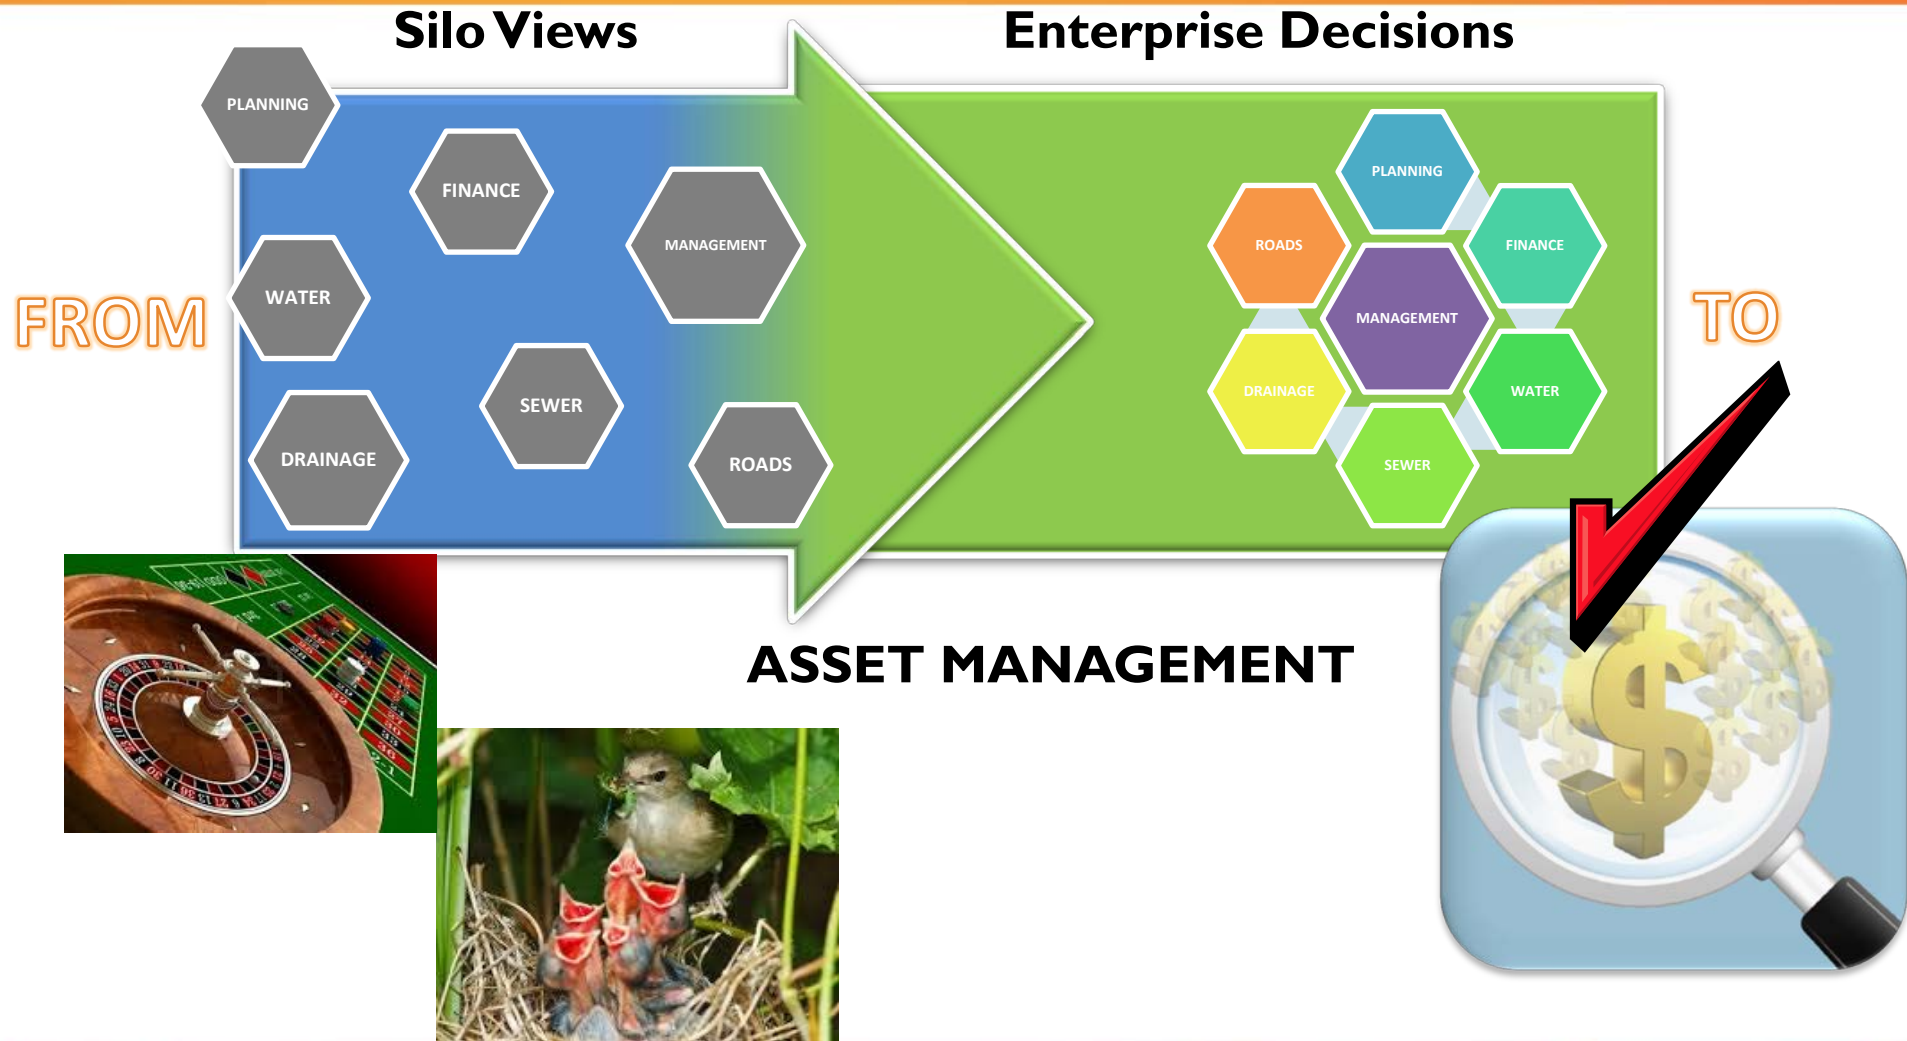 Silo Views
Enterprise Decisions
PLANNING
FINANCE
MANAGEMENT
WATER
SEWER
DRAINAGE
ROADS
FROM
PLANNING
ROADS
FINANCE
MANAGEMENT
DRAINAGE
WATER
SEWER
TO
ASSET MANAGEMENT